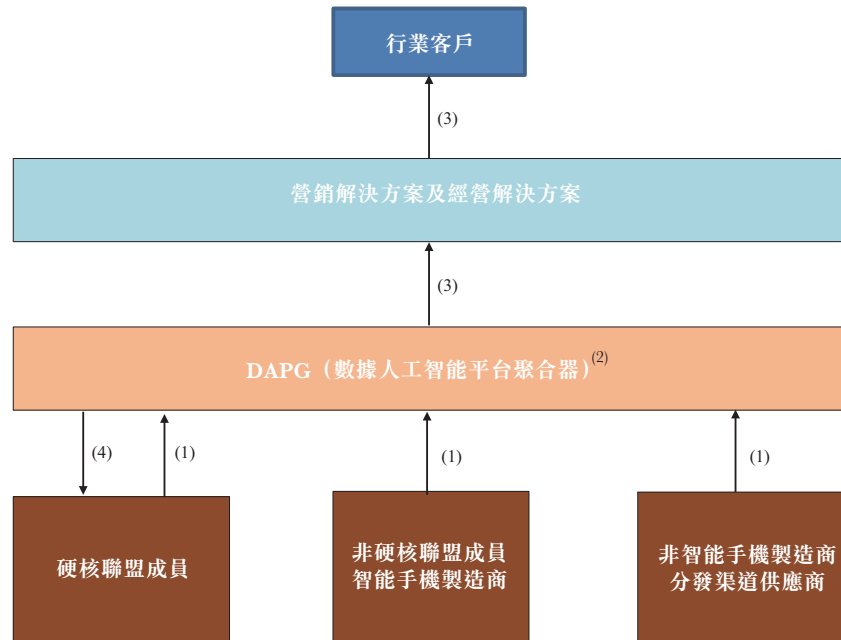 行業客戶
(3)
營銷解決方案及經營解決方案
(3)
DAPG（數據人工智能平台聚合器）(2)
(4)
(1)
(1)
(1)
硬核聯盟成員
非硬核聯盟成員
智能手機製造商
非智能手機製造商
分發渠道供應商